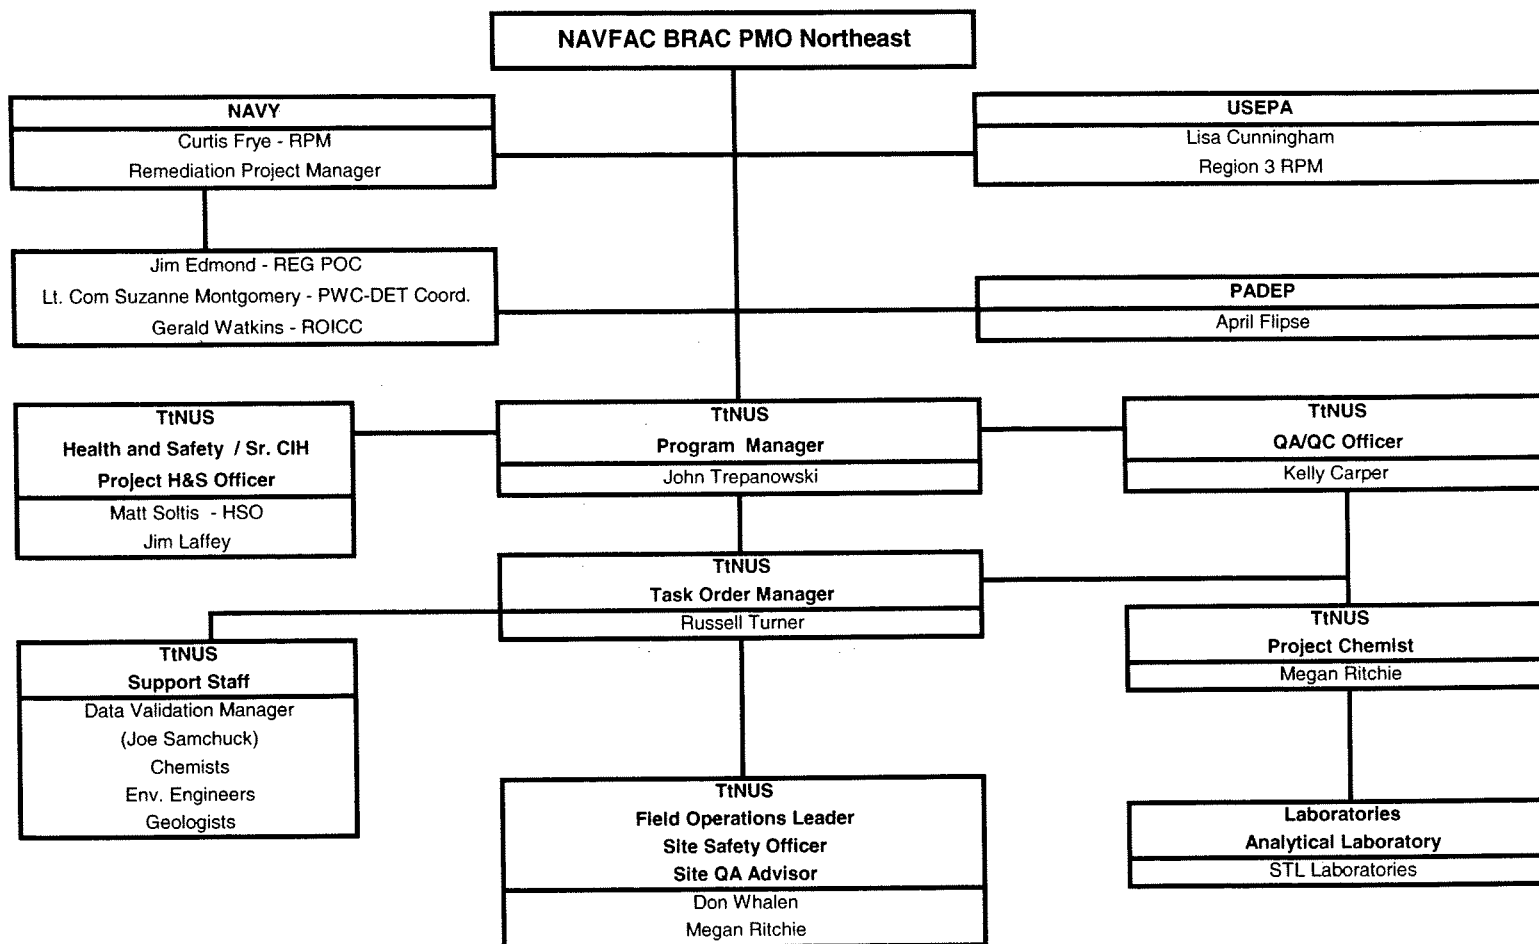 NAVFAC BRAC PMO Northeast
NAVY
Curtis Frye - RPM
Remediation Project Manager
USEPA
Lisa Cunningham
Region 3 RPM
Jim Edmond - REG POC
Lt. Com Suzanne Montgomery - PWC-DET Coord.
Gerald Watkins - ROICC
PADEP
April Flipse
TtNUS
Health and Safety / Sr. CIH
Project H&S Officer
Matt Soltis - HSO
Jim Laffey
TtNUS
Program Manager
John Trepanowski
TtNUS
QA/QC Officer
Kelly Carper
TtNUS
Task Order Manager
Russell Turner
TtNUS
Project Chemist
Megan Ritchie
TtNUS
Support Staff
Data Validation Manager
(Joe Samchuck)
Chemists
Env. Engineers
Geologists
TtNUS
Field Operations Leader
Site Safety Officer
Site QA Advisor
Don Whalen
Megan Ritchie
Laboratories
Analytical Laboratory
STL Laboratories